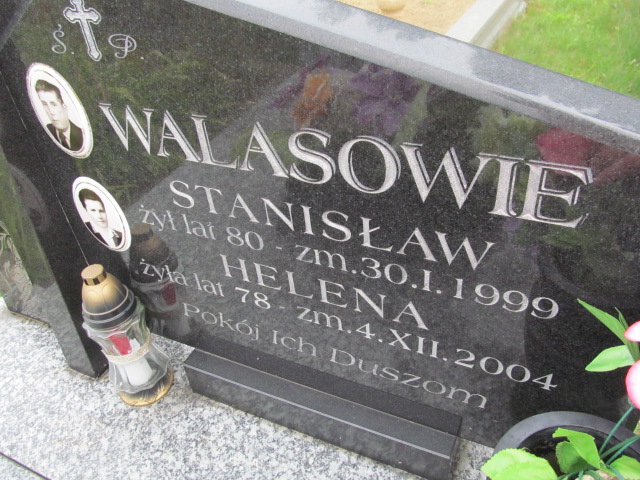 Ś. P.
WALASOWIE
STANISŁAW
żył lat 80 - zm. 30.I.1999
HELENA
żyła lat 78 - zm. 4.XII.2004
Pokój Ich Duszom